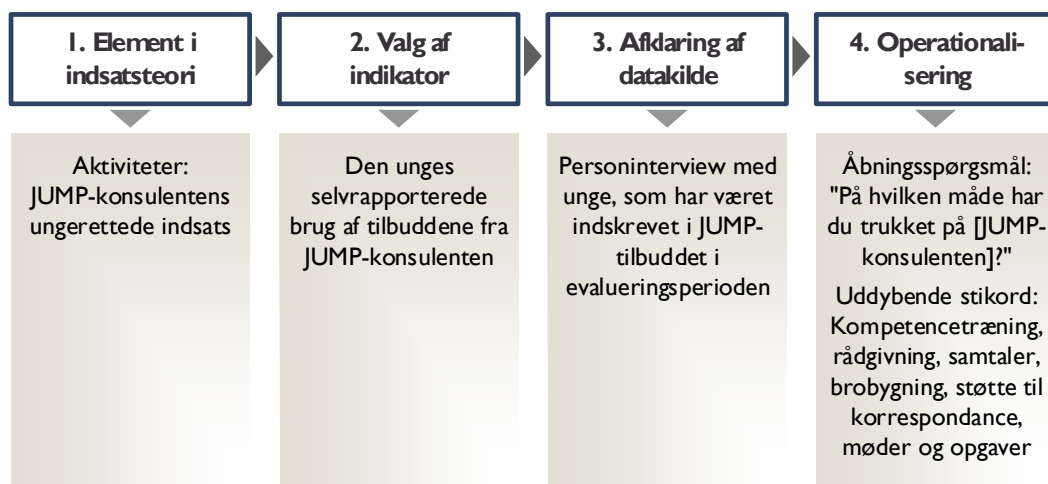 1. Element i
indsatsteori
2. Valg af
indikator
3. Afklaring af
datakilde
4. Operationali-
sering
Aktiviteter:
JUMP-konsulentens
ungerettede indsats
Den unges
selvrapporterede
brug af tilbuddene fra
JUMP-konsulenten
Personinterview med
unge, som har været
indskrevet i JUMP-
tilbuddet i
evalueringsperioden
Åbningsspørgsmål:
"På hvilken måde har
du trukket på [JUMP-
konsulenten]?"
Uddybende stikord:
Kompetencetræning,
rådgivning, samtaler,
brobygning, støtte til
korrespondance,
møder og opgaver